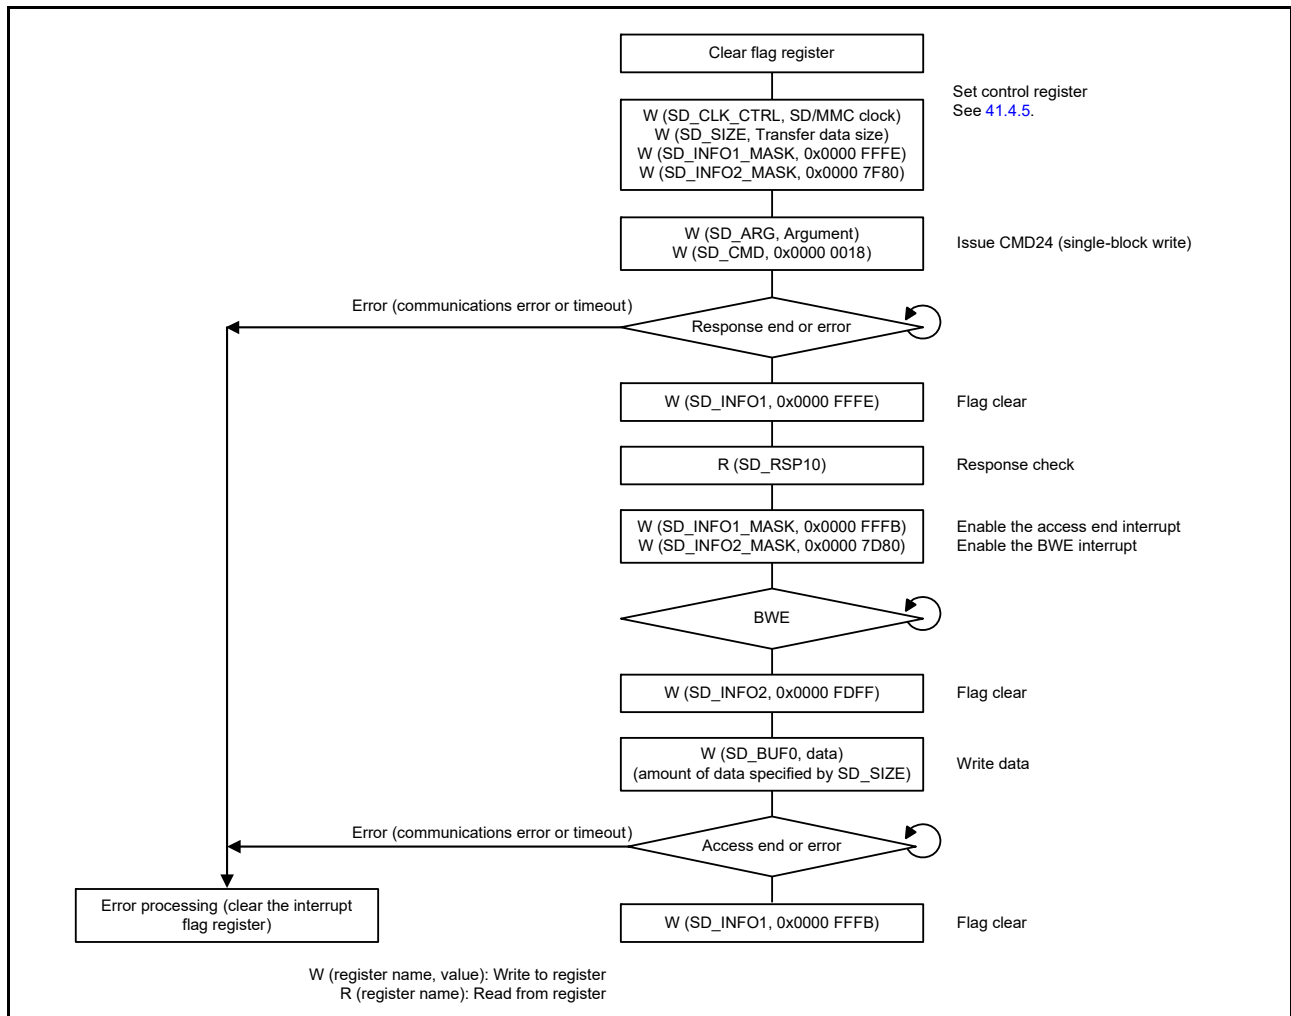 Clear flag register
Set control register
See 41.4.5.
W (SD_CLK_CTRL, SD/MMC clock)
W (SD_SIZE, Transfer data size)
W (SD_INFO1_MASK, 0x0000 FFFE)
W (SD_INFO2_MASK, 0x0000 7F80)
W (SD_ARG, Argument)
W (SD_CMD, 0x0000 0018)
Issue CMD24 (single-block write)
Error (communications error or timeout)
Response end or error
W (SD_INFO1, 0x0000 FFFE)
Flag clear
R (SD_RSP10)
Response check
W (SD_INFO1_MASK, 0x0000 FFFB)
W (SD_INFO2_MASK, 0x0000 7D80)
Enable the access end interrupt
Enable the BWE interrupt
BWE
W (SD_INFO2, 0x0000 FDFF)
Flag clear
W (SD_BUF0, data)
(amount of data specified by SD_SIZE)
Write data
Error (communications error or timeout)
Access end or error
Error processing (clear the interrupt
flag register)
W (SD_INFO1, 0x0000 FFFB)
Flag clear
W (register name, value): Write to register
R (register name): Read from register